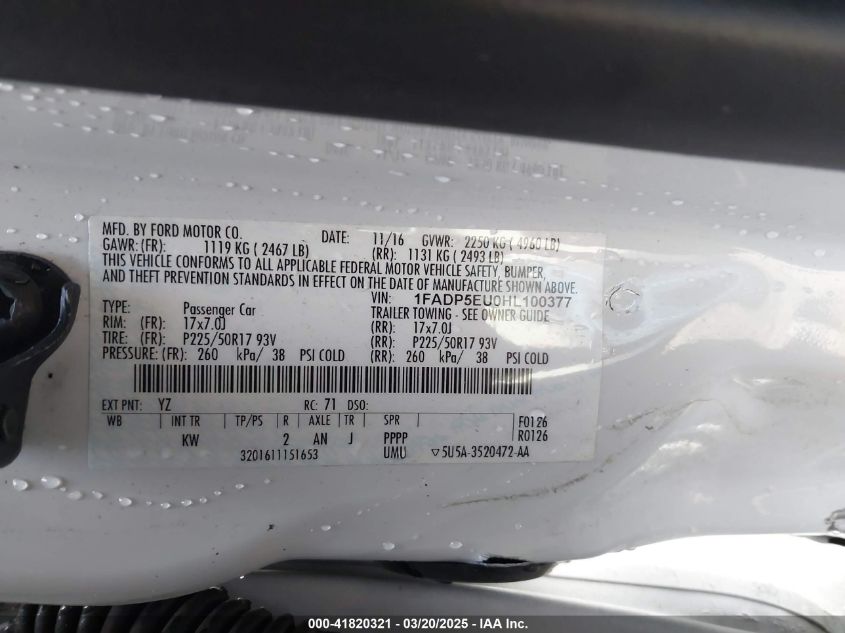 MFD. BY FORD MOTOR CO. DATE: 11/16 GVWR: 2250 KG ( 4960 LB)
GAWR: (FR): 1119 KG ( 2467 LB) (RR): 1131 KG ( 2493 LB)
THIS VEHICLE CONFORMS TO ALL APPLICABLE FEDERAL MOTOR VEHICLE SAFETY, BUMPER,
AND THEFT PREVENTION STANDARDS IN EFFECT ON THE DATE OF MANUFACTURE SHOWN ABOVE.
VIN: 1FADP5EU0HL100377
TYPE: Passenger Car TRAILER TOWING - SEE OWNER GUIDE
RIM: (FR): 17x7.0J (RR): 17x7.0J
TIRE: (FR): P225/50R17 93V (RR): P225/50R17 93V
PRESSURE: (FR): 260 kPa/ 38 PSI COLD (RR): 260 kPa/ 38 PSI COLD
EXT PNT: YZ RC: 71 DSO:
WB INT TR TP/PS R AXLE TR SPR F0126
KW 2 AN J PPPP R0126
3201611151653 UMU ▽5U5A-3520472-AA
000-41820321 - 03/20/2025 - IAA Inc.